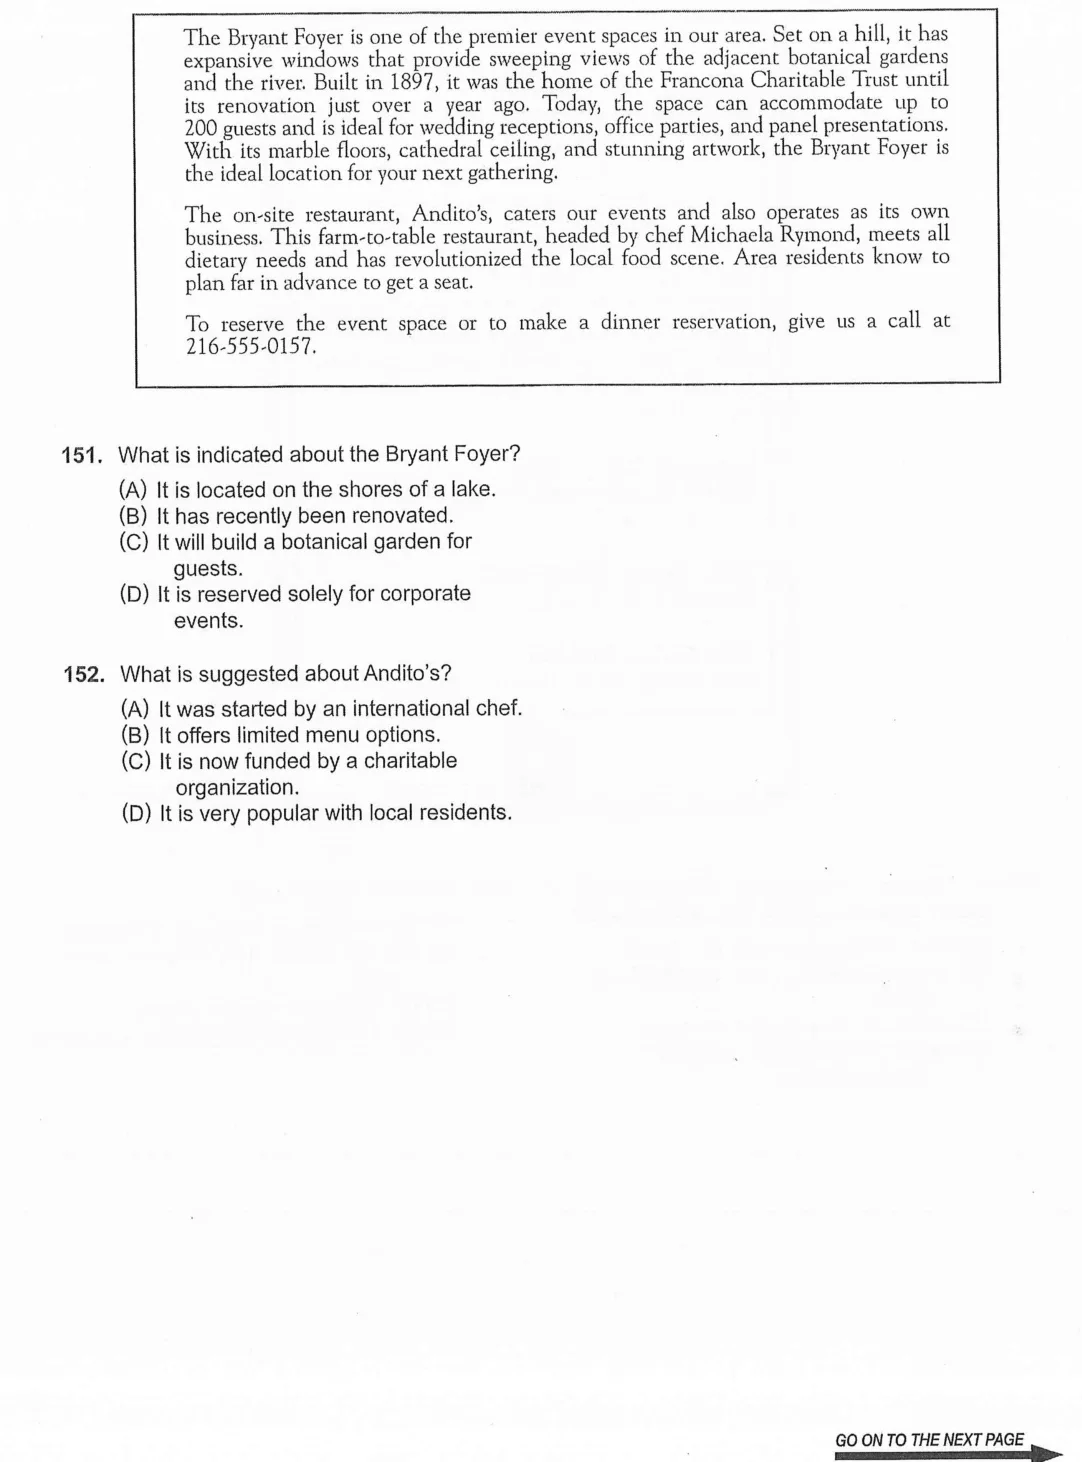 The Bryant Foyer is one of the premier event spaces in our area. Set on a hill, it has
expansive windows that provide sweeping views of the adjacent botanical gardens
and the river. Built in 1897, it was the home of the Francona Charitable Trust until
its renovation just over a year ago. Today, the space can accommodate up to
200 guests and is ideal for wedding receptions, office parties, and panel presentations.
With its marble floors, cathedral ceiling, and stunning artwork, the Bryant Foyer is
the ideal location for your next gathering.
The on-site restaurant, Andito's, caters our events and also operates as its own
business. This farm-to-table restaurant, headed by chef Michaela Rymond, meets all
dietary needs and has revolutionized the local food scene. Area residents know to
plan far in advance to get a seat.
To reserve the event space or to make a dinner reservation, give us a call at
216-555-0157.
151. What is indicated about the Bryant Foyer?
(A) It is located on the shores of a lake.
(B) It has recently been renovated.
(C) It will build a botanical garden for
guests.
(D) It is reserved solely for corporate
events.
152. What is suggested about Andito's?
(A) It was started by an international chef.
(B) It offers limited menu options.
(C) It is now funded by a charitable
organization.
(D) It is very popular with local residents.
GO ON TO THE NEXT PAGE